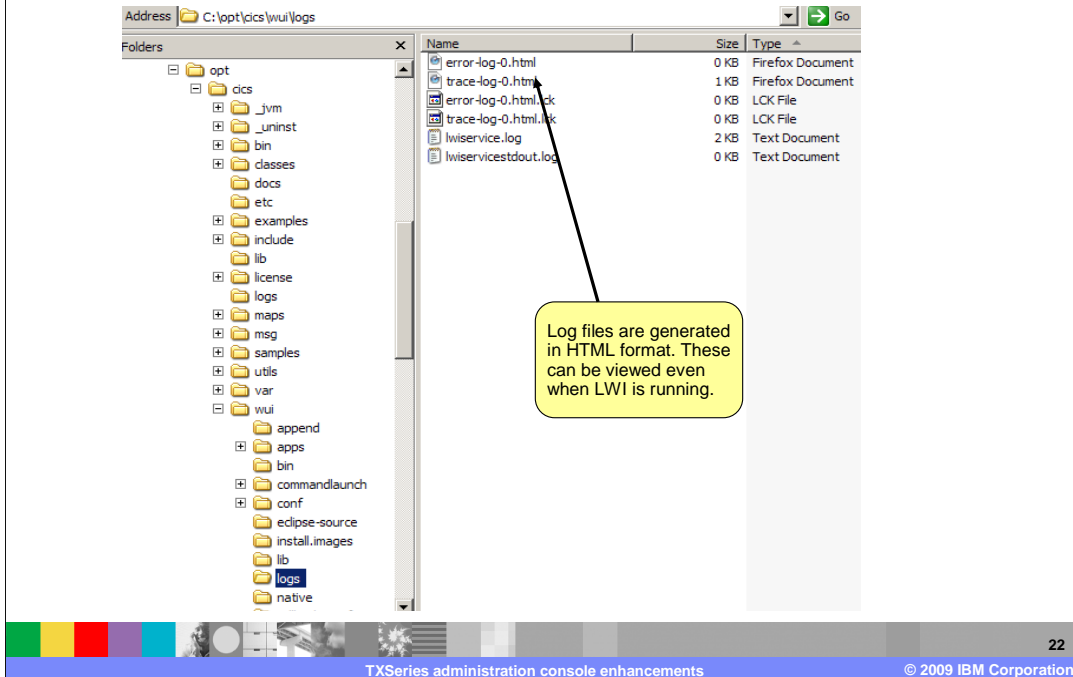 Address C:\opt\cics\wui\logs Go
Folders x
opt
cics
_jvm
_uninst
bin
classes
docs
etc
examples
include
lib
license
logs
maps
msg
samples
utils
var
wui
append
apps
bin
commandlaunch
conf
eclipse-source
install.images
lib
logs
native
Name Size Type
error-log-0.html 0 KB Firefox Document
trace-log-0.html 1 KB Firefox Document
error-log-0.html.lck 0 KB LCK File
trace-log-0.html.lck 0 KB LCK File
lwiservice.log 2 KB Text Document
lwiservicestdout.log 0 KB Text Document
Log files are generated
in HTML format. These
can be viewed even
when LWI is running.
22
TXSeries administration console enhancements © 2009 IBM Corporation